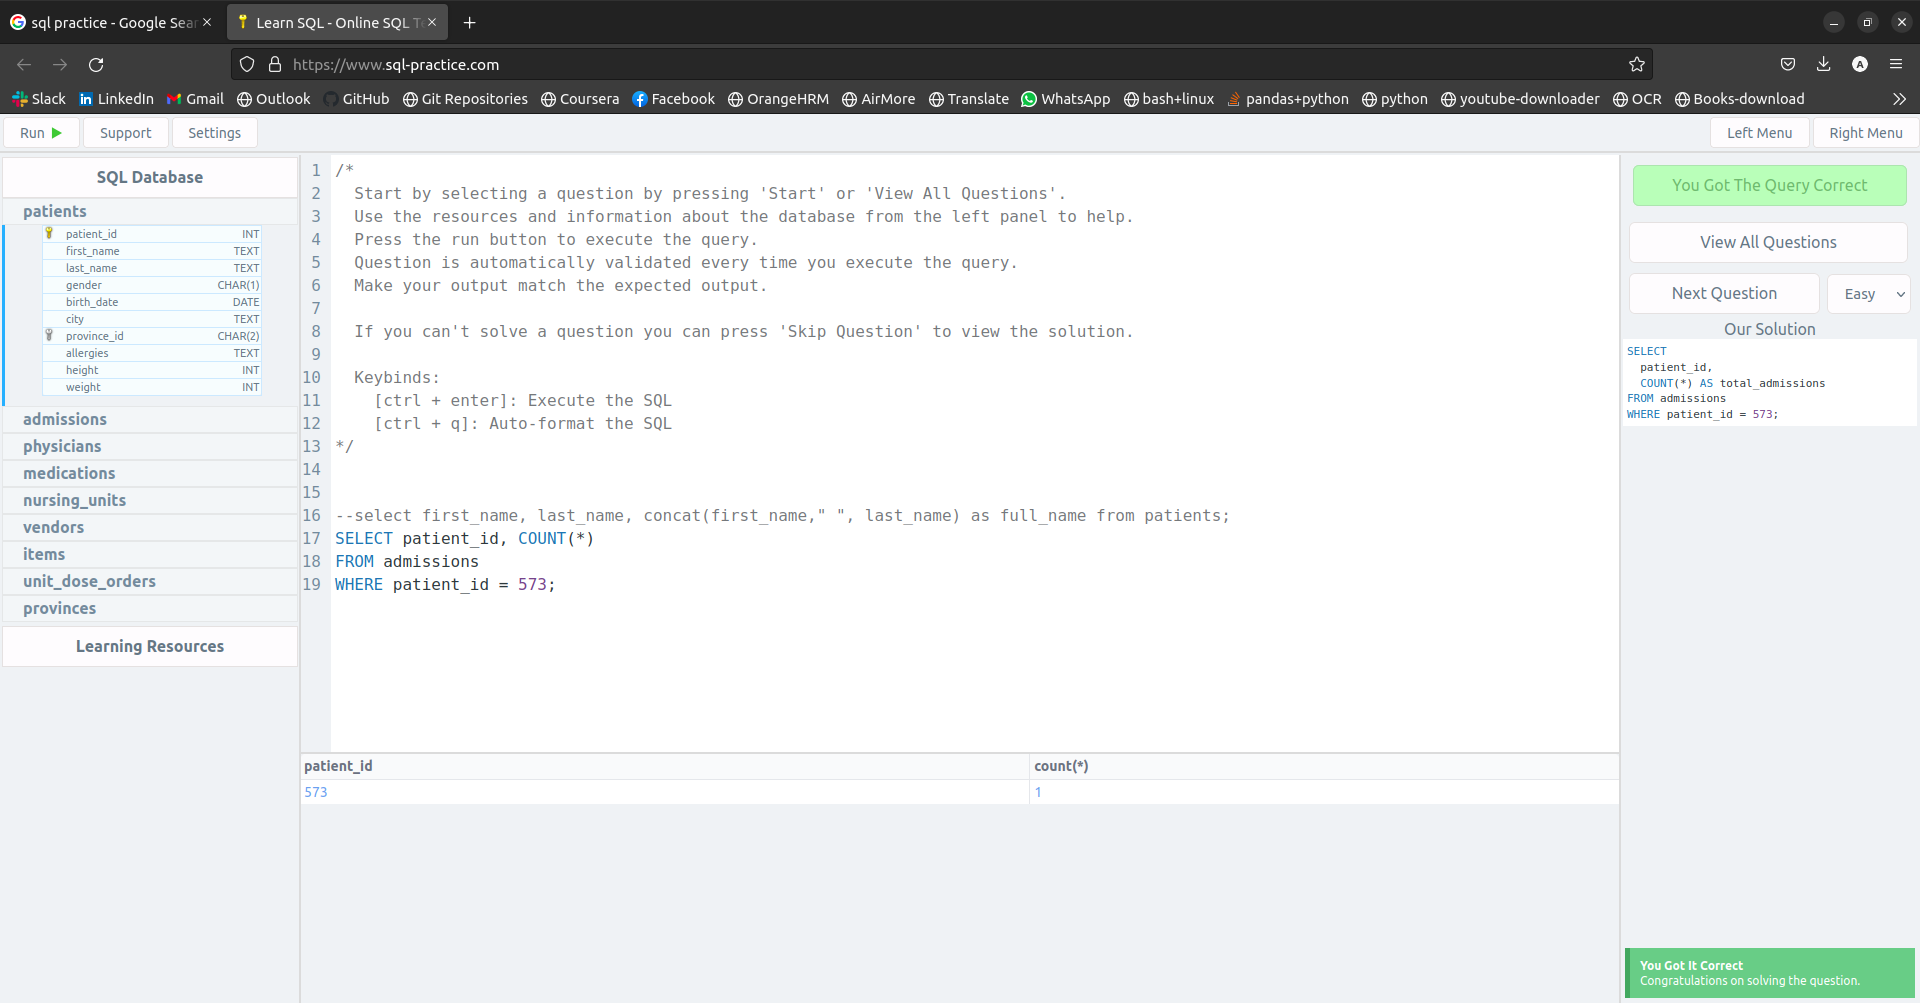 sql practice - Google Sear
Learn SQL - Online SQL Te
https://www.sql-practice.com
Slack LinkedIn Gmail Outlook GitHub Git Repositories Coursera Facebook OrangeHRM AirMore Translate WhatsApp bash+linux pandas+python python youtube-downloader OCR Books-download
Run Support Settings Left Menu Right Menu
SQL Database
patients
patient_id INT
first_name TEXT
last_name TEXT
gender CHAR(1)
birth_date DATE
city TEXT
province_id CHAR(2)
allergies TEXT
height INT
weight INT
admissions
physicians
medications
nursing_units
vendors
items
unit_dose_orders
provinces
Learning Resources
1 /*
2 Start by selecting a question by pressing 'Start' or 'View All Questions'.
3 Use the resources and information about the database from the left panel to help.
4 Press the run button to execute the query.
5 Question is automatically validated every time you execute the query.
6 Make your output match the expected output.
7
8 If you can't solve a question you can press 'Skip Question' to view the solution.
9
10 Keybinds:
11 [ctrl + enter]: Execute the SQL
12 [ctrl + q]: Auto-format the SQL
13 */
14
15
16 --select first_name, last_name, concat(first_name," ", last_name) as full_name from patients;
17 SELECT patient_id, COUNT(*)
18 FROM admissions
19 WHERE patient_id = 573;
patient_id count(*)
573 1
You Got The Query Correct
View All Questions
Next Question Easy
Our Solution
SELECT
patient_id,
COUNT(*) AS total_admissions
FROM admissions
WHERE patient_id = 573;
You Got It Correct
Congratulations on solving the question.